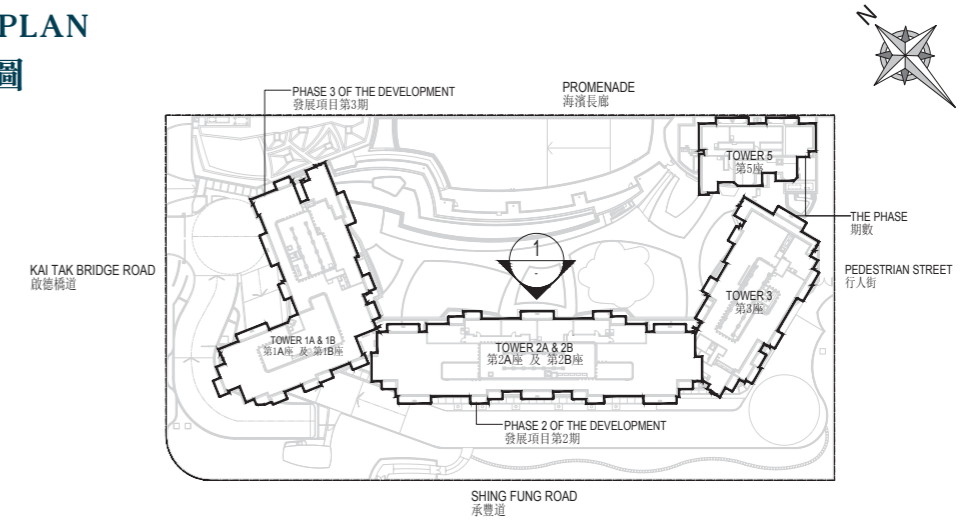 PLAN
圖
N
PROMENADE
海濱長廊
PHASE 3 OF THE DEVELOPMENT
發展項目第3期
TOWER 5
第5座
THE PHASE
期數
KAI TAK BRIDGE ROAD
啟德橋道
1
-
PEDESTRIAN STREET
行人街
TOWER 3
第3座
TOWER 1A & 1B
第1A座 及 第1B座
TOWER 2A & 2B
第2A座 及 第2B座
PHASE 2 OF THE DEVELOPMENT
發展項目第2期
SHING FUNG ROAD
承豐道